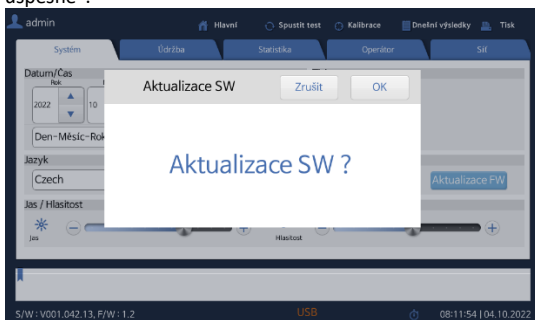 admin
Hlavní
Spustit test
Kalibrace
Dnešní výsledky
Tisk
Systém
Údržba
Statistika
Operátor
Síť
Datum/Čas
Rok
2022
10
Den-Měsíc-Rok
Aktualizace SW
Zrušit
OK
Aktualizace SW ?
Jazyk
Czech
Aktualizace FW
Jas / Hlasitost
Jas
Hlasitost
S/W : V001.042.13, F/W : 1.2
USB
08:11:54 | 04.10.2022